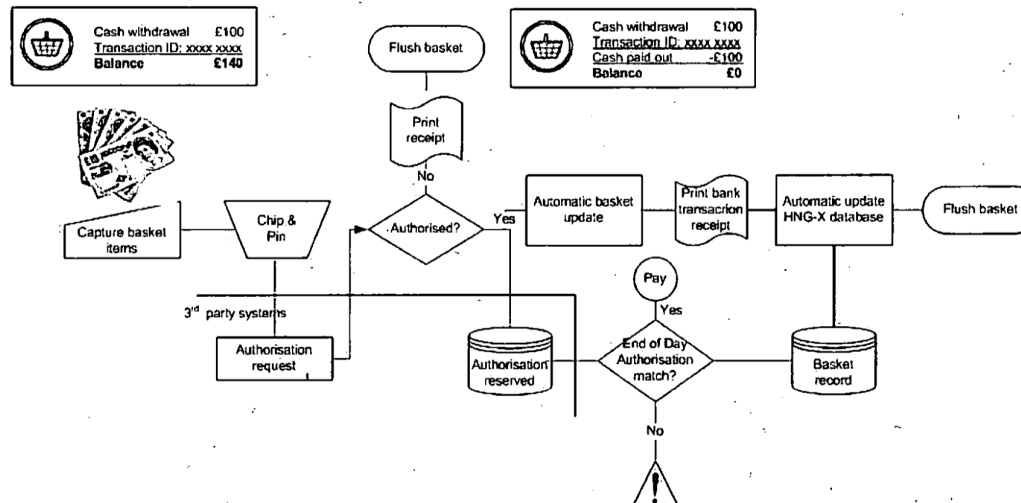 Cash withdrawal £100
Transaction ID: xxxx xxxx
Balance £140
Flush basket
Cash withdrawal £100
Transaction ID: xxxx xxxx
Cash paid out -£100
Balance £0
Print
receipt
No
Capture basket
items
Chip &
Pin
Authorised?
Yes
Automatic basket
update
Print bank
transacrion
receipt
Automatic update
HNG-X database
Flush basket
Pay
Yes
3rd party systems
Authorisation
request
Authorisation
reserved
End of Day
Authorisation
match?
Basket
record
No
!